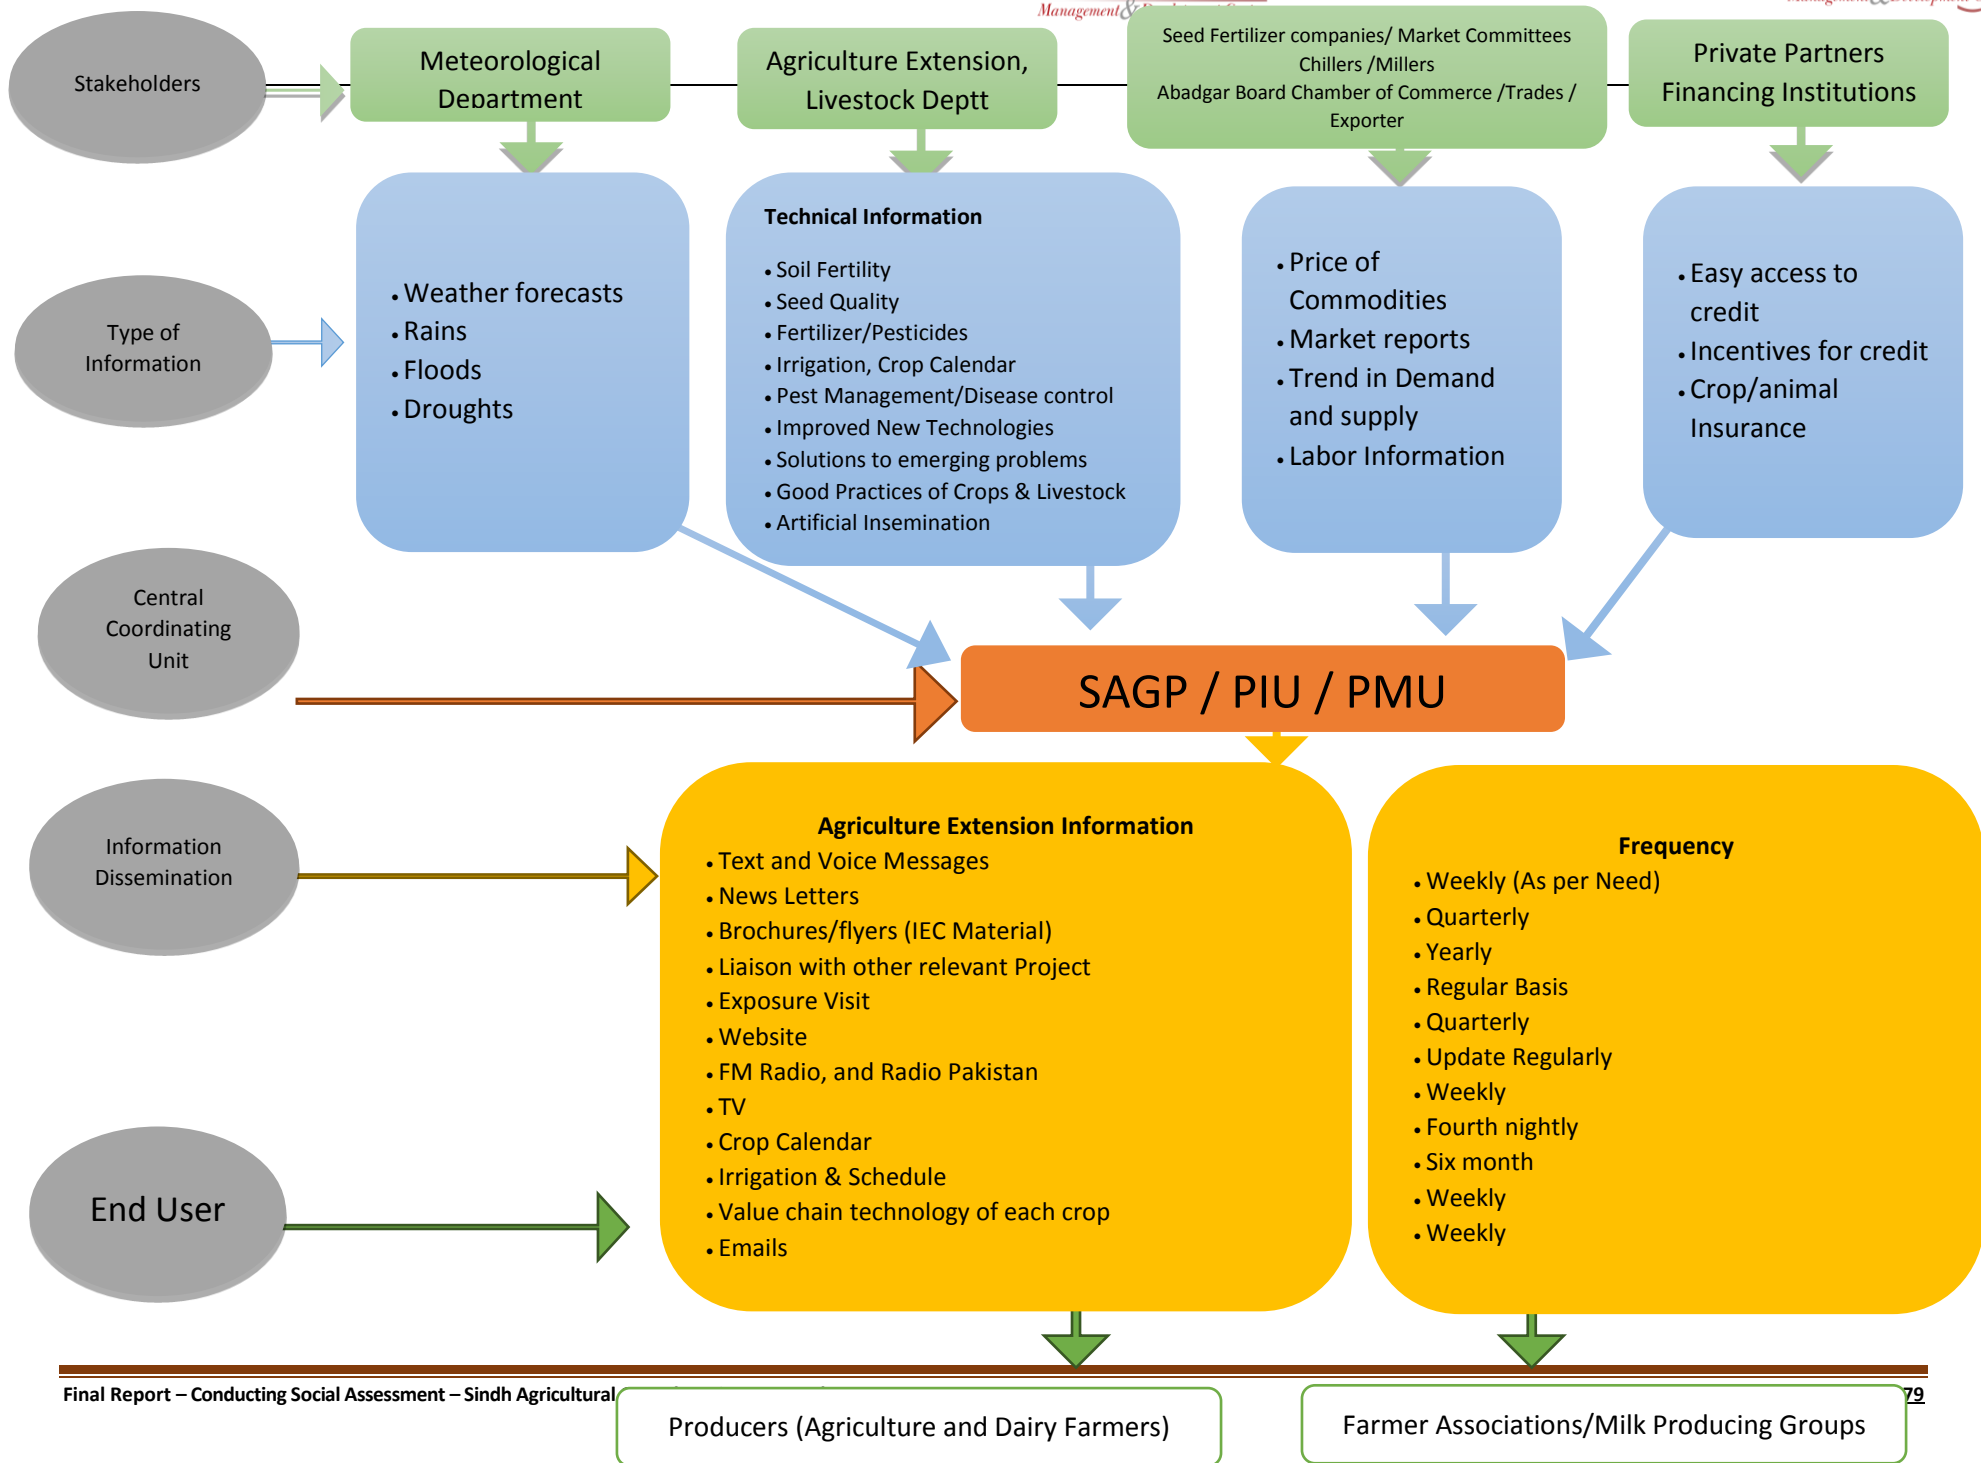 Management&
Management & Development
Stakeholders
Meteorological
Department
Agriculture Extension,
Livestock Deptt
Seed Fertilizer companies/ Market Committees
Chillers /Millers
Abadgar Board Chamber of Commerce /Trades /
Exporter
Private Partners
Financing Institutions
Type of
Information
• Weather forecasts
• Rains
• Floods
• Droughts
Technical Information
• Soil Fertility
• Seed Quality
• Fertilizer/Pesticides
• Irrigation, Crop Calendar
• Pest Management/Disease control
• Improved New Technologies
• Solutions to emerging problems
• Good Practices of Crops & Livestock
• Artificial Insemination
• Price of
Commodities
• Market reports
• Trend in Demand
and supply
• Labor Information
• Easy access to
credit
• Incentives for credit
• Crop/animal
Insurance
Central
Coordinating
Unit
SAGP / PIU / PMU
Information
Dissemination
Agriculture Extension Information
• Text and Voice Messages
• News Letters
• Brochures/flyers (IEC Material)
• Liaison with other relevant Project
• Exposure Visit
• Website
• FM Radio, and Radio Pakistan
• TV
• Crop Calendar
• Irrigation & Schedule
• Value chain technology of each crop
• Emails
Frequency
• Weekly (As per Need)
• Quarterly
• Yearly
• Regular Basis
• Quarterly
• Update Regularly
• Weekly
• Fourth nightly
• Six month
• Weekly
• Weekly
End User
Final Report – Conducting Social Assessment – Sindh Agricultural
79
Producers (Agriculture and Dairy Farmers)
Farmer Associations/Milk Producing Groups